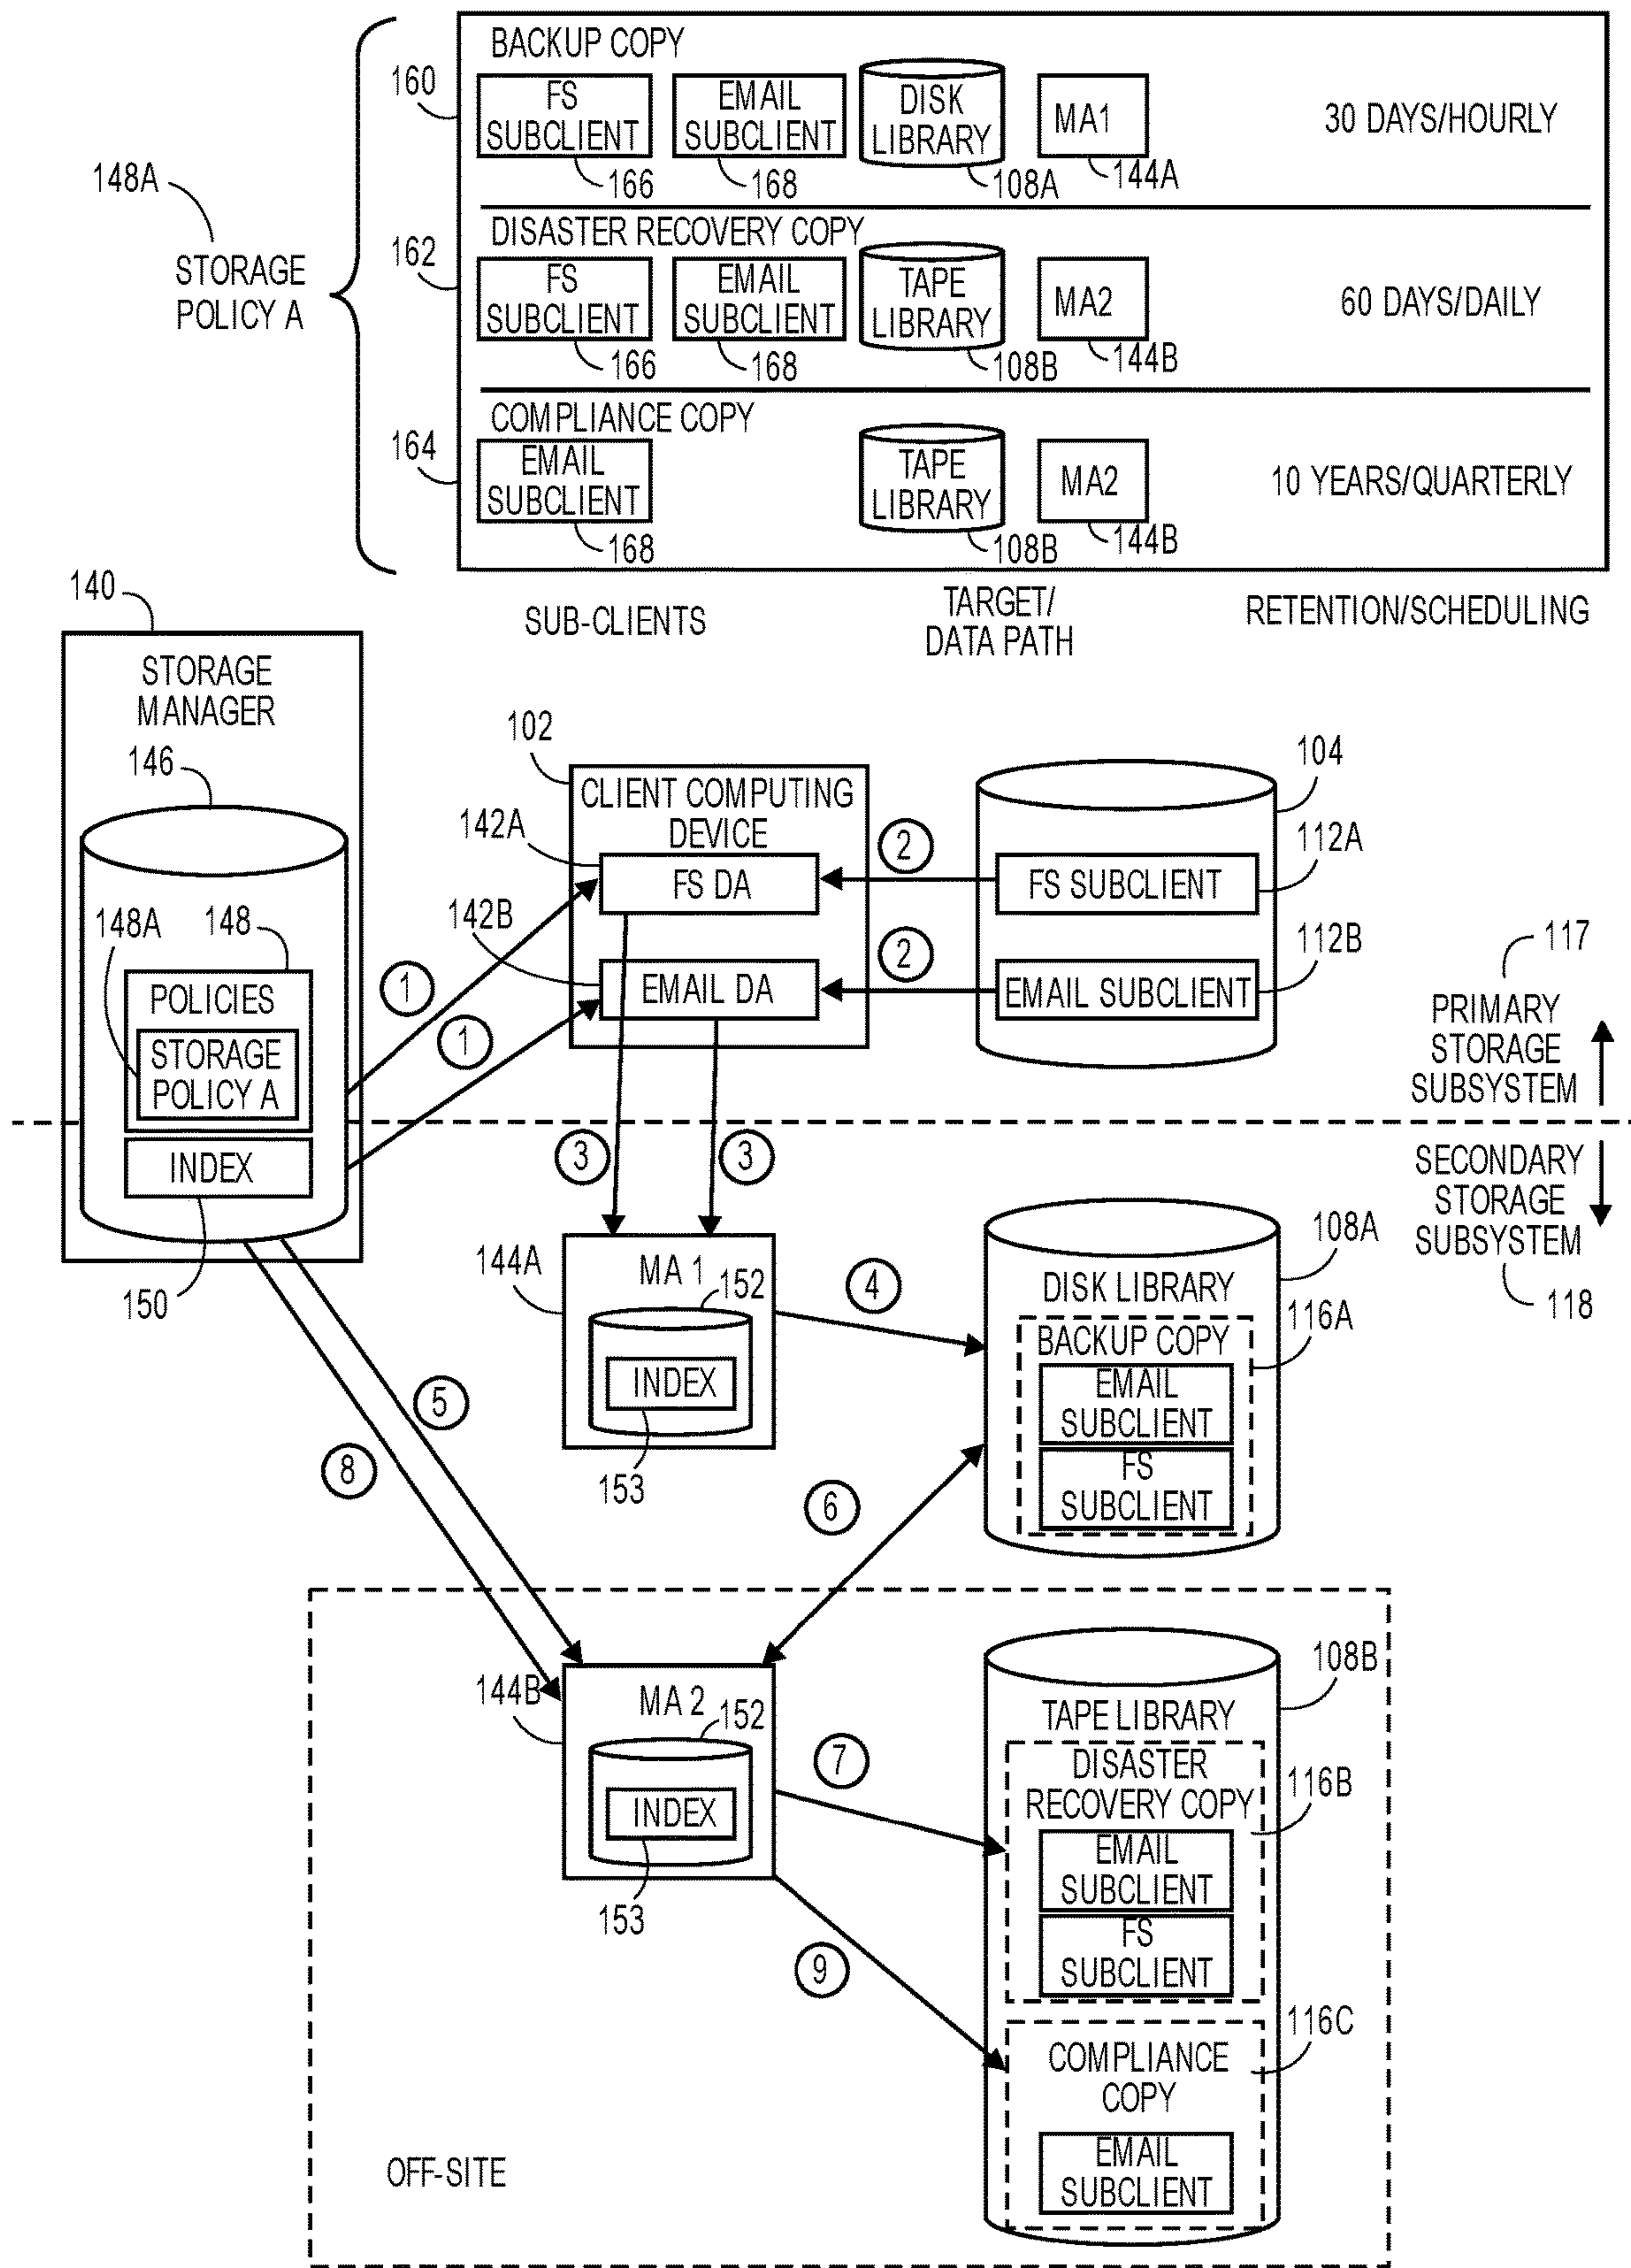 BACKUP COPY
160
FS
SUBCLIENT
166
EMAIL
SUBCLIENT
168
DISK
LIBRARY
108A
MA1
144A
30 DAYS/HOURLY
148A
STORAGE
POLICY A
DISASTER RECOVERY COPY
162
FS
SUBCLIENT
166
EMAIL
SUBCLIENT
168
TAPE
LIBRARY
108B
MA2
144B
60 DAYS/DAILY
COMPLIANCE COPY
164
EMAIL
SUBCLIENT
168
TAPE
LIBRARY
108B
MA2
144B
10 YEARS/QUARTERLY
SUB-CLIENTS
TARGET/
DATA PATH
RETENTION/SCHEDULING
140
STORAGE
MANAGER
146
148A
148
POLICIES
STORAGE
POLICY A
INDEX
150
102
CLIENT COMPUTING
DEVICE
142A
FS DA
142B
EMAIL DA
104
112A
FS SUBCLIENT
112B
EMAIL SUBCLIENT
1
1
2
2
117
PRIMARY
STORAGE
SUBSYSTEM
SECONDARY
STORAGE
SUBSYSTEM
118
3
3
144A
MA 1
152
INDEX
153
4
108A
DISK LIBRARY
116A
BACKUP COPY
EMAIL
SUBCLIENT
FS
SUBCLIENT
5
8
6
144B
MA 2
152
INDEX
153
7
9
108B
TAPE LIBRARY
DISASTER
RECOVERY COPY
116B
EMAIL
SUBCLIENT
FS
SUBCLIENT
116C
COMPLIANCE
COPY
EMAIL
SUBCLIENT
OFF-SITE